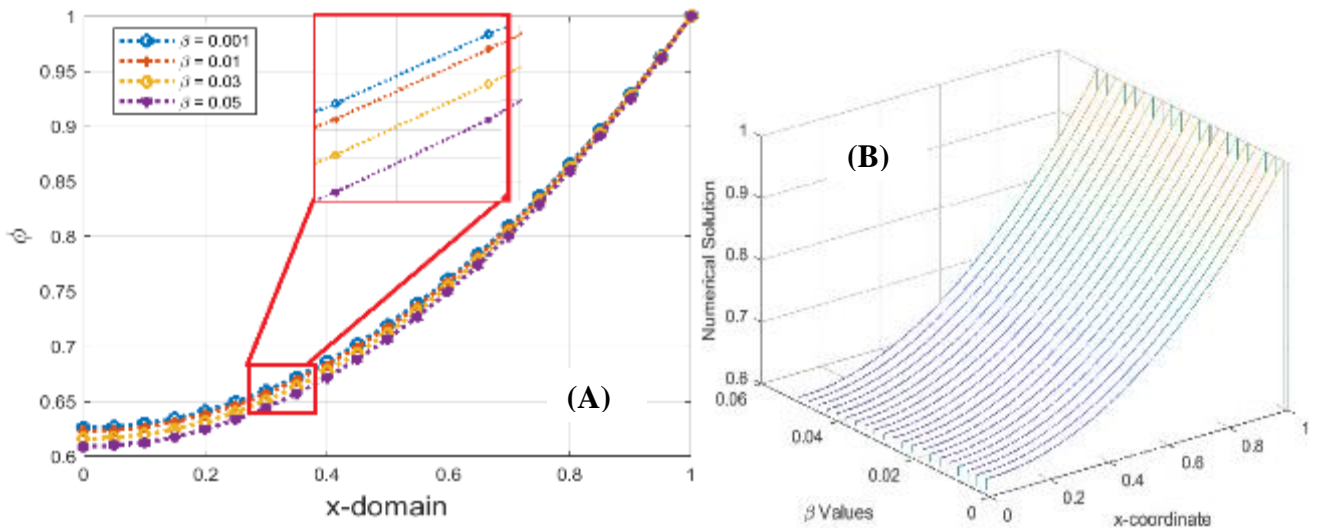 1
0.95
0.9
0.85
0.8
0.75
0.7
0.65
0.6
ϕ
0
0.2
0.4
0.6
0.8
1
x-domain
β = 0.001
β = 0.01
β = 0.03
β = 0.05
(A)
(B)
1
0.9
0.8
0.7
0.6
Numerical Solution
0.06
0.04
0.02
0
β Values
0
0.2
0.4
0.6
0.8
1
x-coordinate